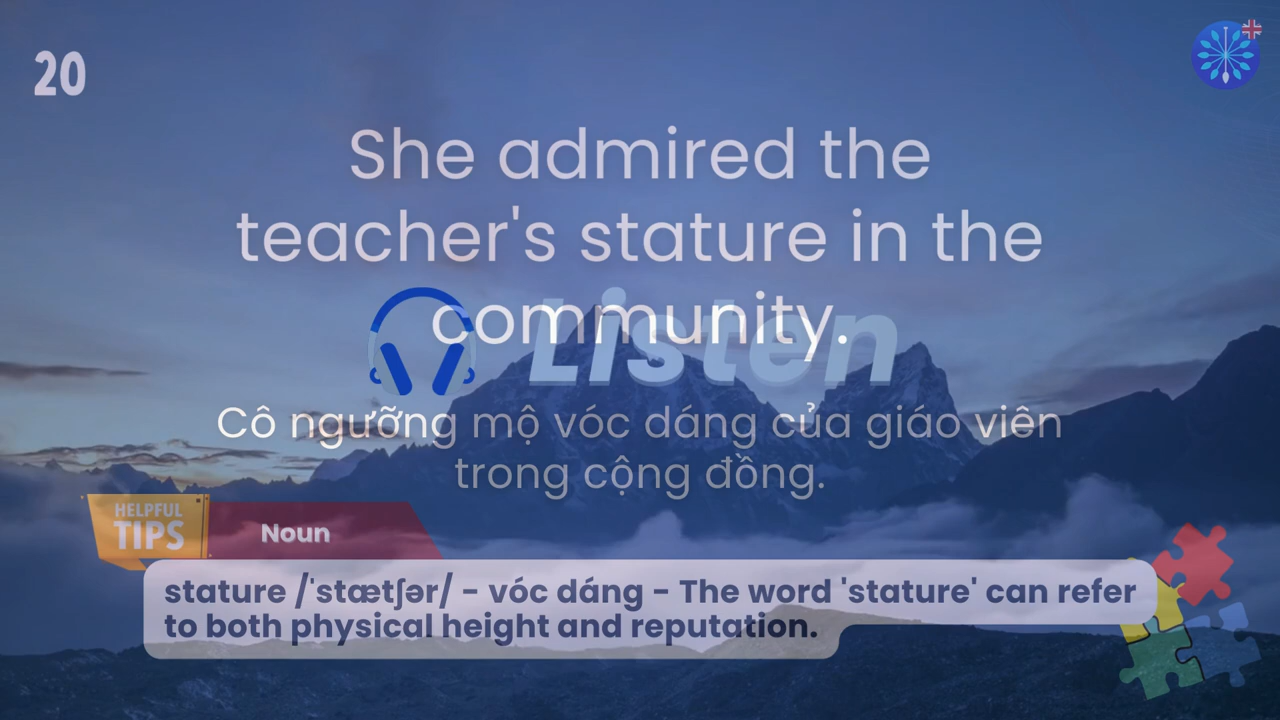 20
She admired the
teacher's stature in the
community.
Listen
Cô ngưỡng mộ vóc dáng của giáo viên
trong cộng đồng.
HELPFUL
TIPS
Noun
stature /ˈstætʃər/ - vóc dáng - The word 'stature' can refer
to both physical height and reputation.